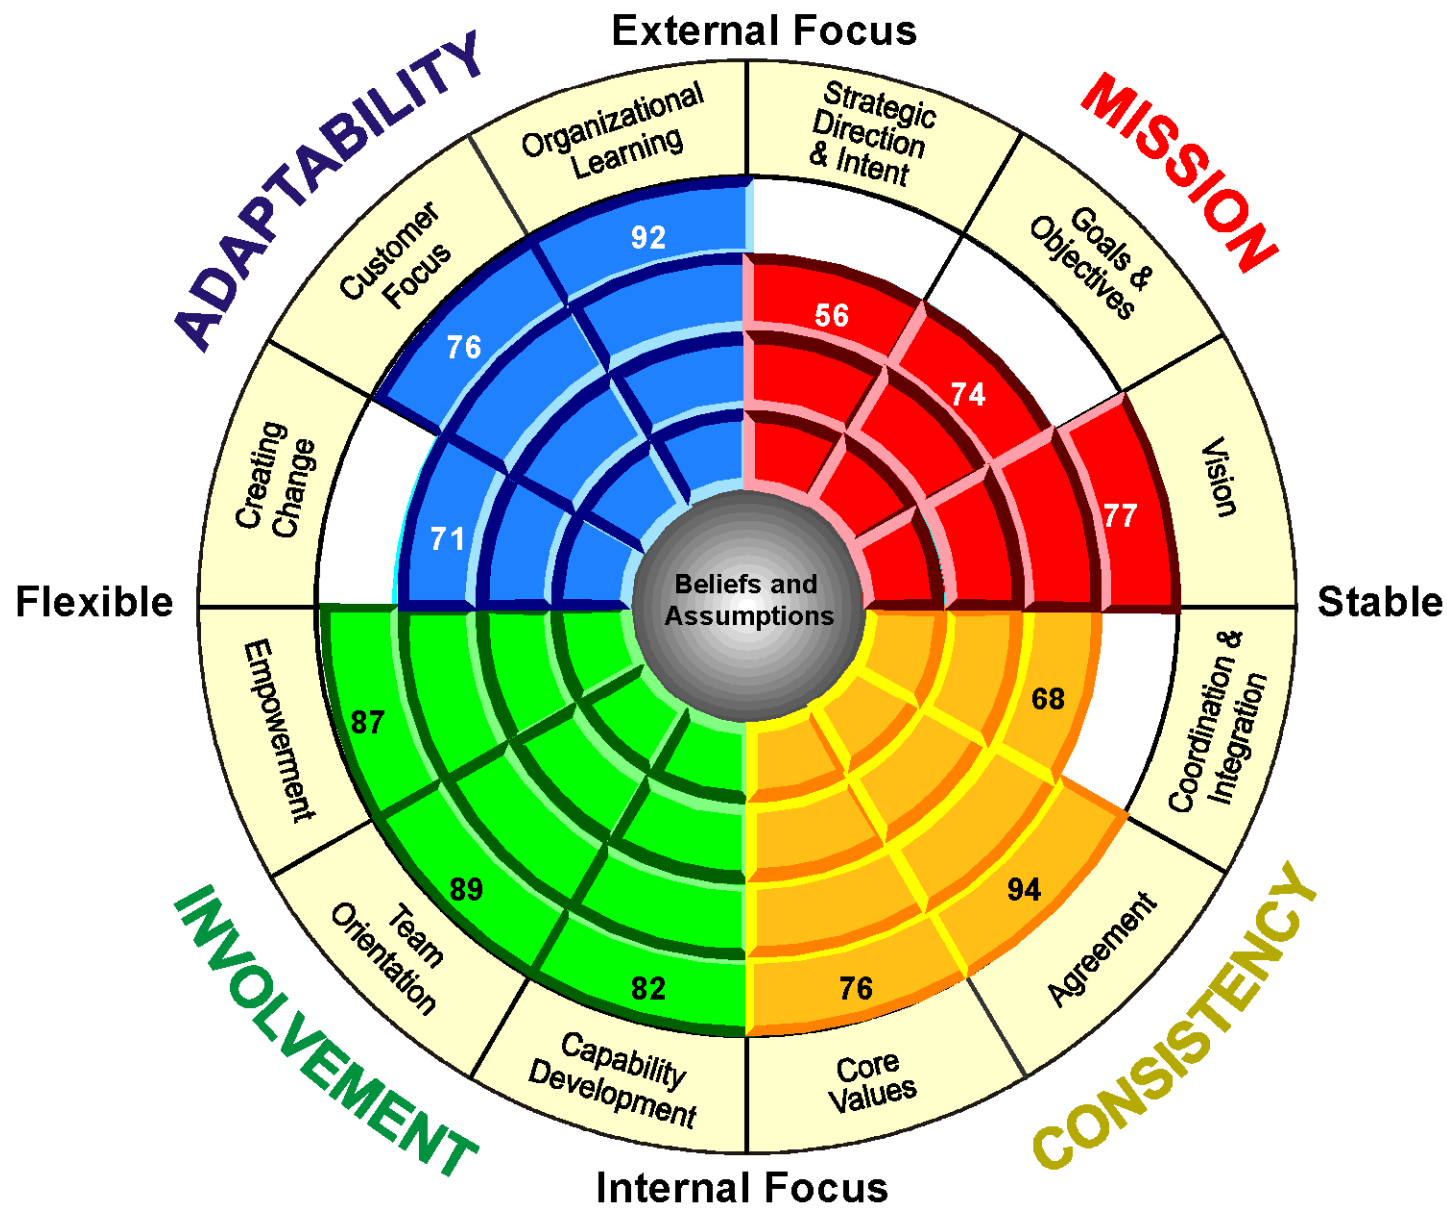 External Focus
ADAPTABILITY
MISSION
Organizational
Learning
Strategic
Direction
& Intent
Customer
Focus
Goals &
Objectives
Creating
Change
Vision
92
56
76
74
71
77
Flexible
Beliefs and
Assumptions
Stable
Empowerment
Coordination &
Integration
87
68
89
94
82
76
Team
Orientation
Agreement
Capability
Development
Core
Values
INVOLVEMENT
CONSISTENCY
Internal Focus